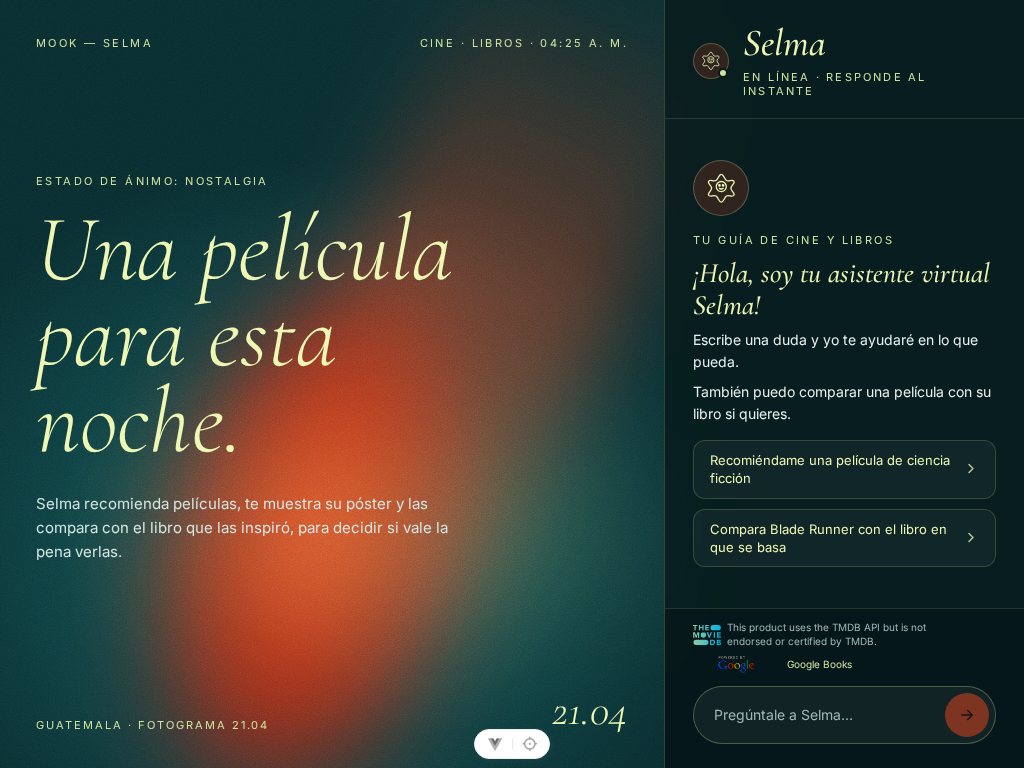 MOOK — SELMA
CINE · LIBROS · 04:25 A. M.
ESTADO DE ÁNIMO: NOSTALGIA
Una película
para esta
noche.
Selma recomienda películas, te muestra su póster y las
compara con el libro que las inspiró, para decidir si vale la
pena verlas.
GUATEMALA · FOTOGRAMA 21.04
21.04
Selma
EN LÍNEA · RESPONDE AL
INSTANTE
TU GUÍA DE CINE Y LIBROS
¡Hola, soy tu asistente virtual
Selma!
Escribe una duda y yo te ayudaré en lo que
pueda.
También puedo comparar una película con su
libro si quieres.
Recomiéndame una película de ciencia
ficción
Compara Blade Runner con el libro en
que se basa
THE
MOVIE
DB
This product uses the TMDB API but is not
endorsed or certified by TMDB.
POWERED BY
Google
Google Books
Pregúntale a Selma...